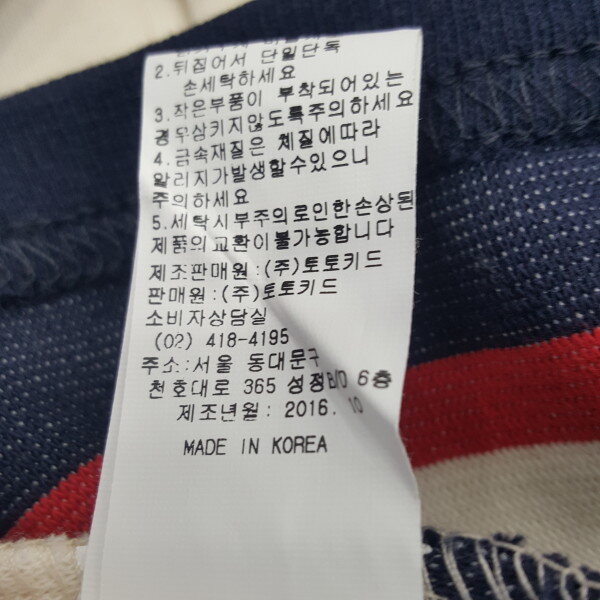 2.뒤집어서 단일단독
손세탁하세요
3.작은부품이 부착되어있는
경우삼키지않도록주의하세요
4.금속재질은 체질에따라
알리지가발생할수있으니
주의하세요
5.세탁시부주의로인한손상된
제품의교환이불가능합니다
제조판매원:(주)토토키드
판매원:(주)토토키드
소비자상담실
(02) 418-4195
주소:서울 동대문구
천호대로 365 성정B/D 6층
제조년월: 2016. 10
MADE IN KOREA